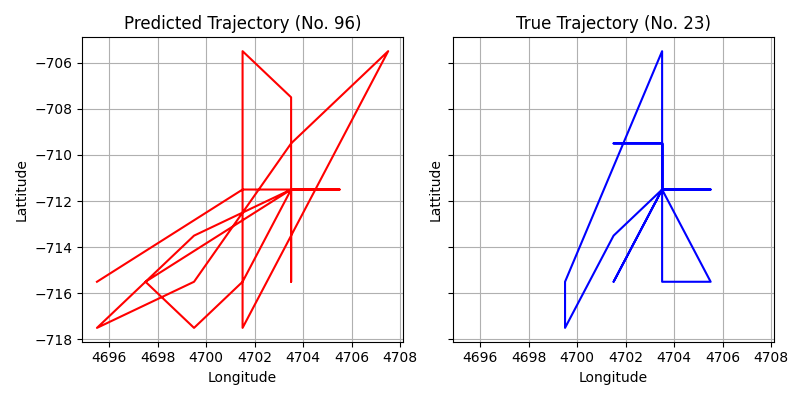 Predicted Trajectory (No. 96)
True Trajectory (No. 23)
Lattitude
−706
−708
−710
−712
−714
−716
−718
4696 4698 4700 4702 4704 4706 4708
Longitude
Lattitude
4696 4698 4700 4702 4704 4706 4708
Longitude